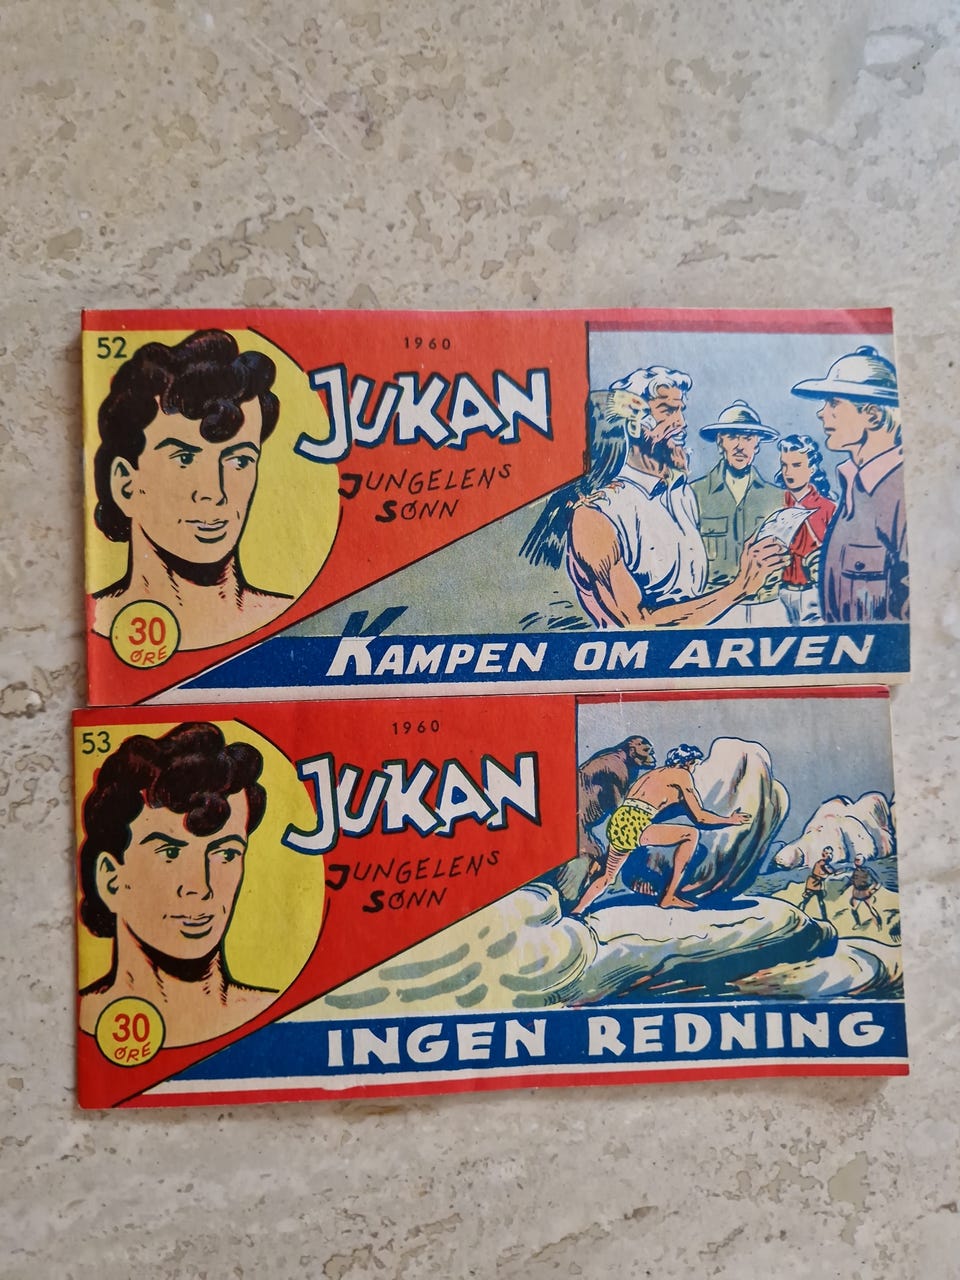 52
1960
JUKAN
JUNGELENS
SØNN
30
ØRE
KAMPEN OM ARVEN
53
1960
JUKAN
JUNGELENS
SØNN
30
ØRE
INGEN REDNING